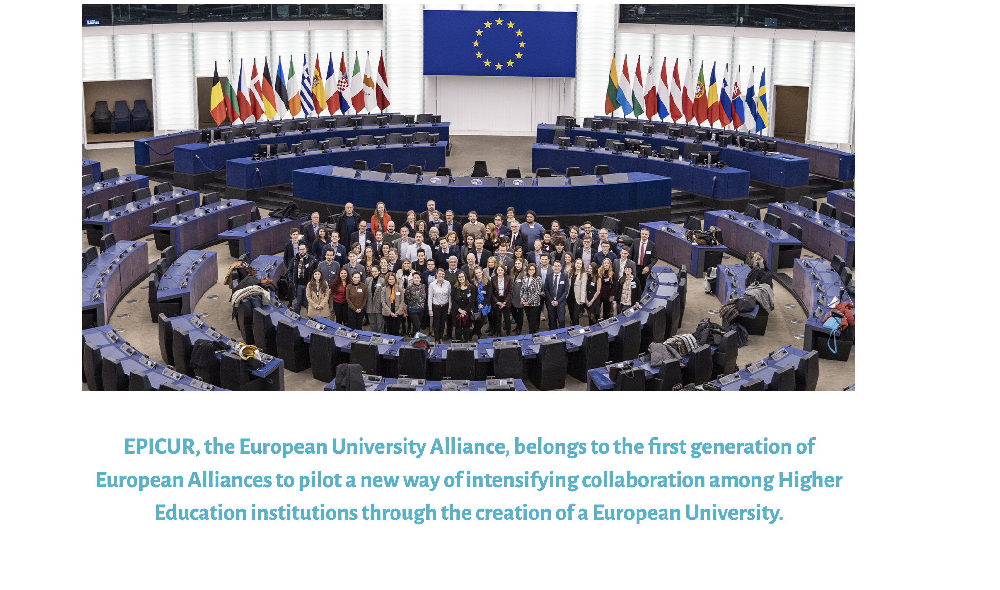 EPICUR, the European University Alliance, belongs to the first generation of
European Alliances to pilot a new way of intensifying collaboration among Higher
Education institutions through the creation of a European University.